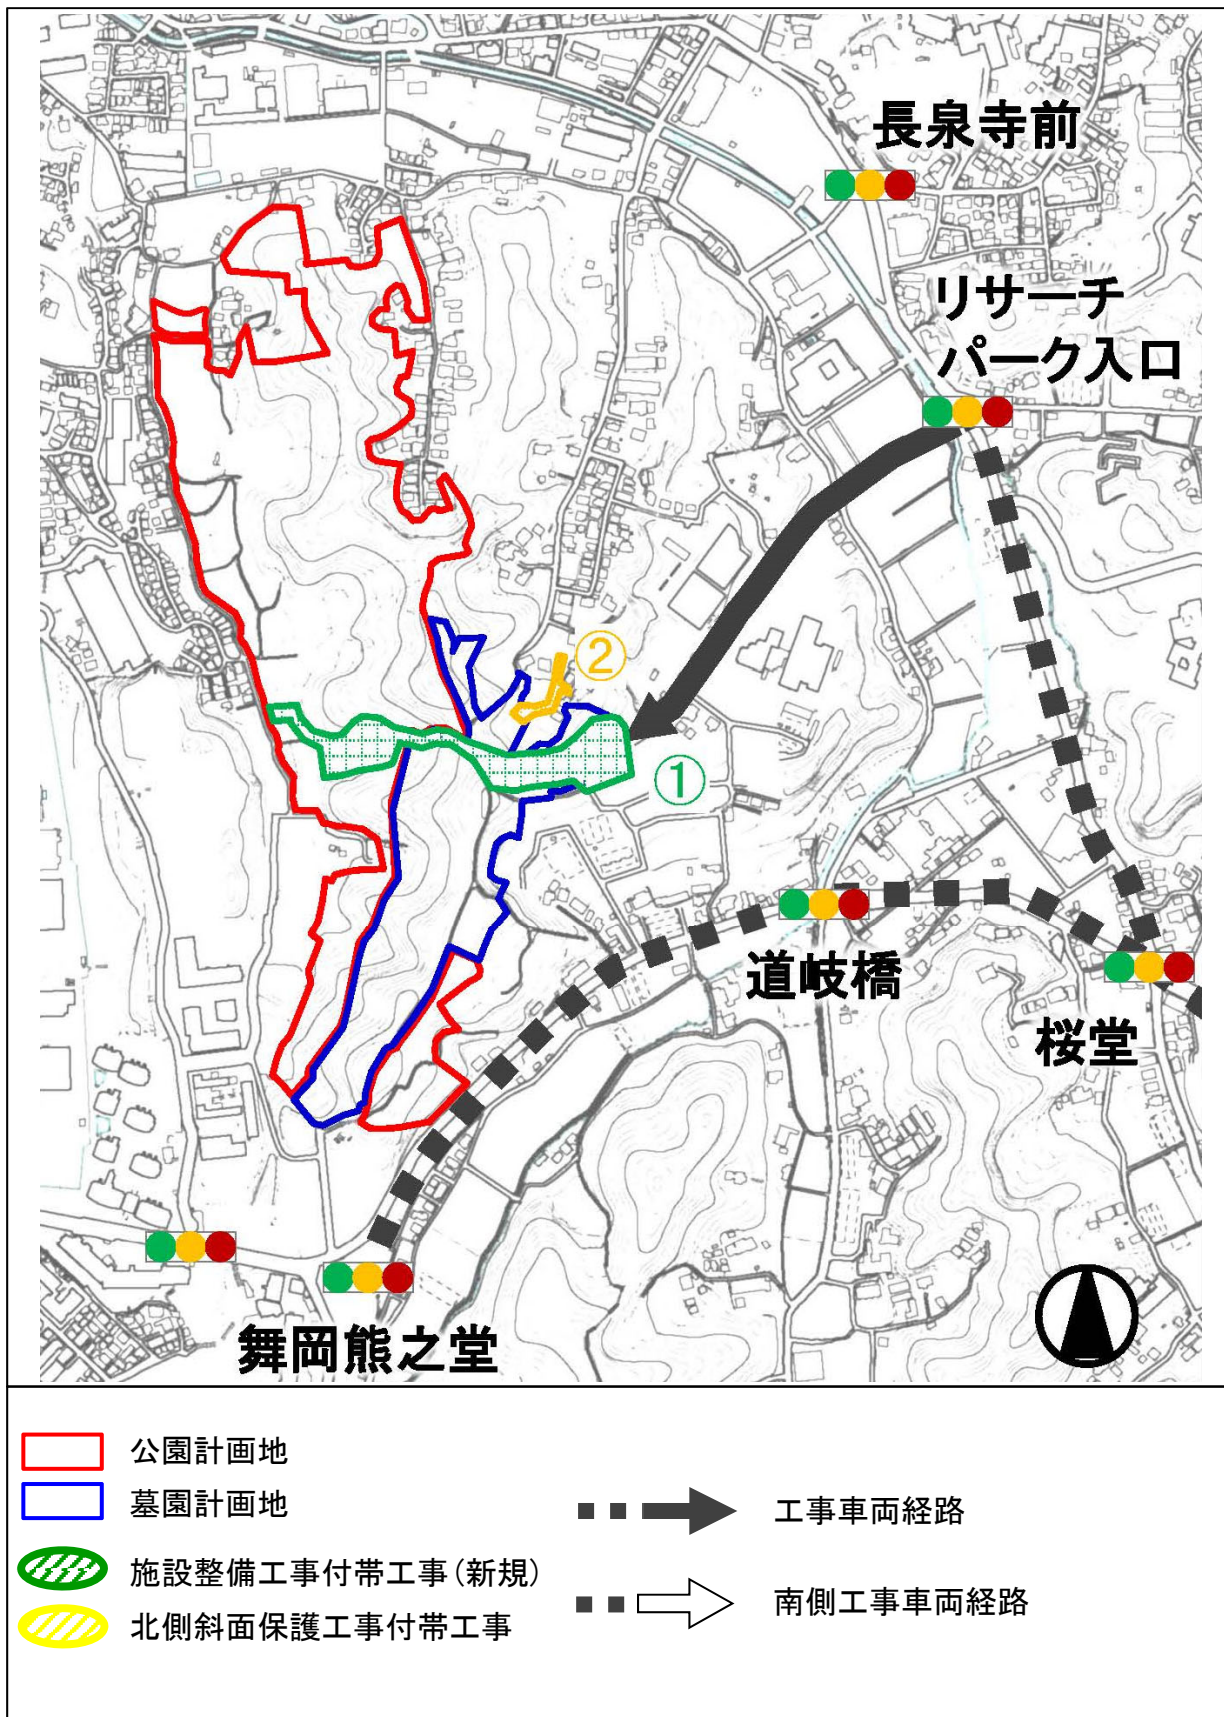 長泉寺前
リサーチ
パーク入口
②
①
道岐橋
桜堂
舞岡熊之堂
公園計画地
墓園計画地
施設整備工事付帯工事(新規)
北側斜面保護工事付帯工事
工事車両経路
南側工事車両経路